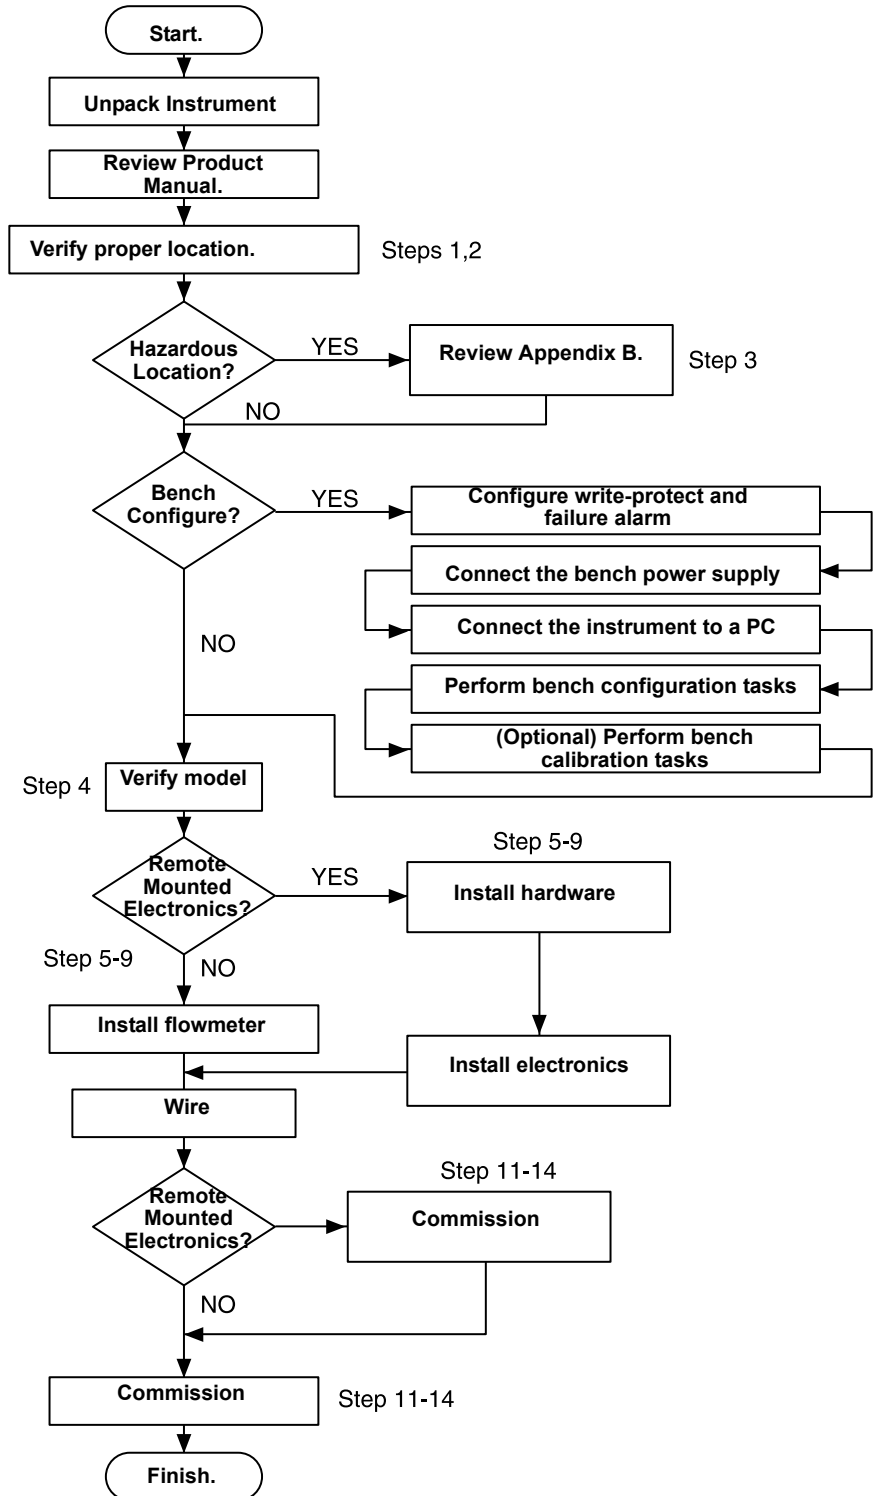 Start.
Unpack Instrument
Review Product
Manual.
Verify proper location.
Steps 1,2
Hazardous
Location?
YES
Review Appendix B.
Step 3
NO
Bench
Configure?
YES
Configure write-protect and
failure alarm
Connect the bench power supply
Connect the instrument to a PC
NO
Perform bench configuration tasks
(Optional) Perform bench
calibration tasks
Step 4
Verify model
Remote
Mounted
Electronics?
YES
Step 5-9
Install hardware
Step 5-9
NO
Install flowmeter
Install electronics
Wire
Remote
Mounted
Electronics?
Step 11-14
Commission
NO
Commission
Step 11-14
Finish.